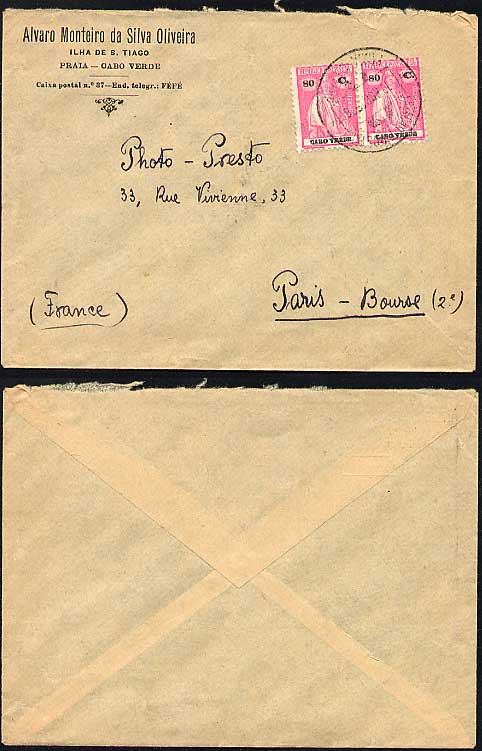 Alvaro Monteiro da Silva Oliveira
ILHA DE S. TIAGO
PRAIA — CABO VERDE
Caixa postal n.º 87—End. telegr.: FÉFÉ
80 C.
CABO VERDE
80 C.
CABO VERDE
Photo - Presto
33, Rue Vivienne, 33
(France)
Paris - Bourse (2e)